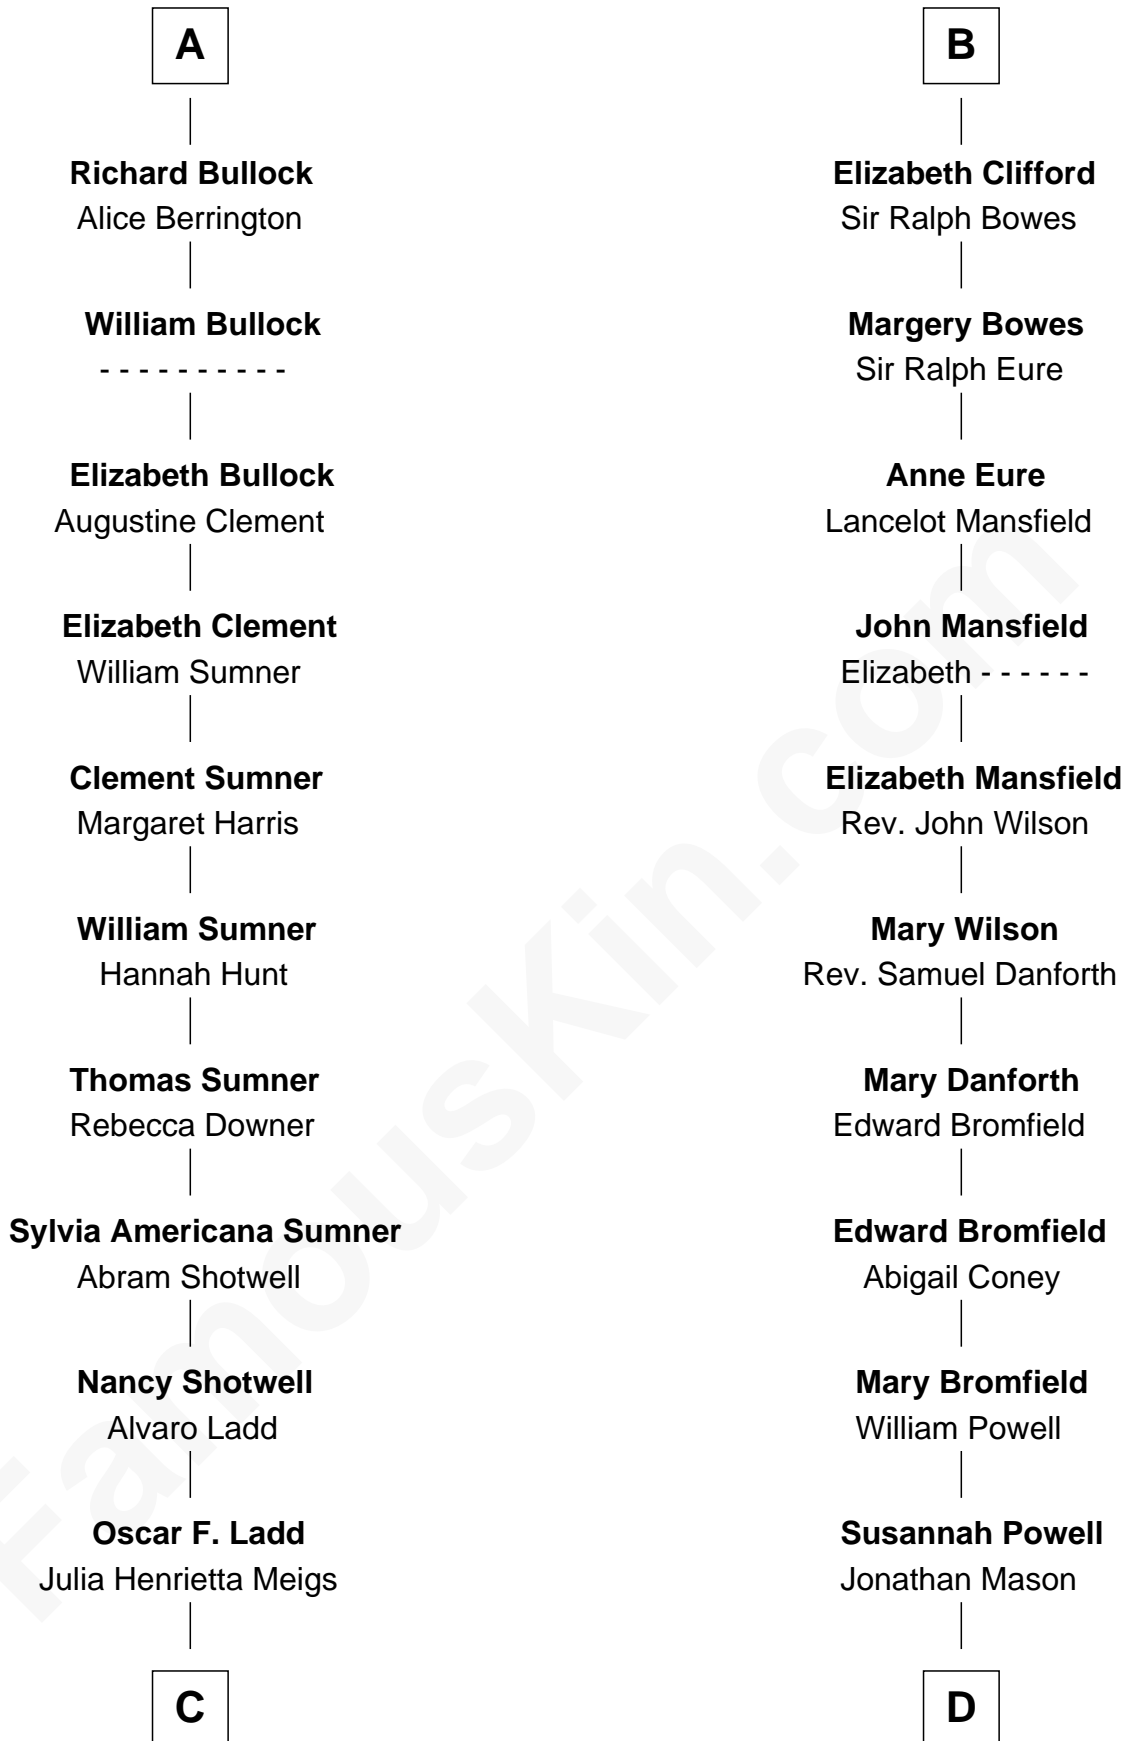 A
Richard Bullock
Alice Berrington
William Bullock
- - - - - - - - - -
Elizabeth Bullock
Augustine Clement
Elizabeth Clement
William Sumner
Clement Sumner
Margaret Harris
William Sumner
Hannah Hunt
Thomas Sumner
Rebecca Downer
Sylvia Americana Sumner
Abram Shotwell
Nancy Shotwell
Alvaro Ladd
Oscar F. Ladd
Julia Henrietta Meigs
C
B
Elizabeth Clifford
Sir Ralph Bowes
Margery Bowes
Sir Ralph Eure
Anne Eure
Lancelot Mansfield
John Mansfield
Elizabeth - - - - - -
Elizabeth Mansfield
Rev. John Wilson
Mary Wilson
Rev. Samuel Danforth
Mary Danforth
Edward Bromfield
Edward Bromfield
Abigail Coney
Mary Bromfield
William Powell
Susannah Powell
Jonathan Mason
D
FamousKin.com